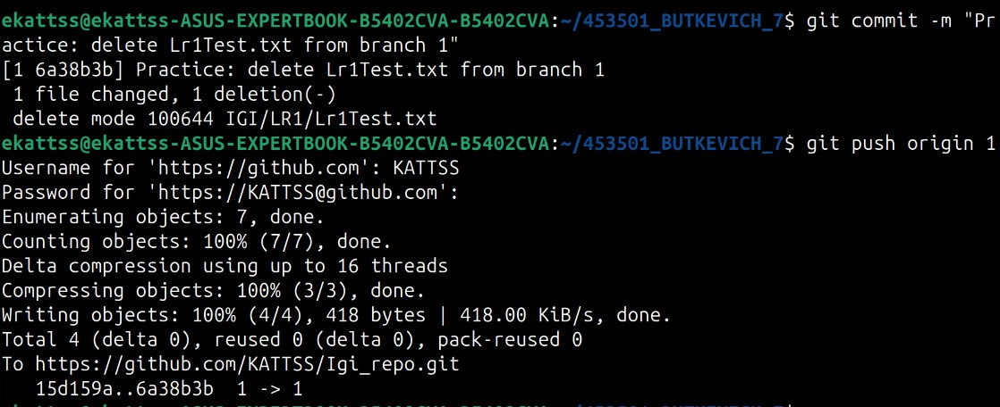 ekattss@ekattss-ASUS-EXPERTBOOK-B5402CVA-B5402CVA:~/453501_BUTKEVICH_7$ git commit -m "Pr
actice: delete Lr1Test.txt from branch 1"
[1 6a38b3b] Practice: delete Lr1Test.txt from branch 1
 1 file changed, 1 deletion(-)
 delete mode 100644 IGI/LR1/Lr1Test.txt
ekattss@ekattss-ASUS-EXPERTBOOK-B5402CVA-B5402CVA:~/453501_BUTKEVICH_7$ git push origin 1
Username for 'https://github.com': KATTSS
Password for 'https://KATTSS@github.com':
Enumerating objects: 7, done.
Counting objects: 100% (7/7), done.
Delta compression using up to 16 threads
Compressing objects: 100% (3/3), done.
Writing objects: 100% (4/4), 418 bytes | 418.00 KiB/s, done.
Total 4 (delta 0), reused 0 (delta 0), pack-reused 0
To https://github.com/KATTSS/Igi_repo.git
   15d159a..6a38b3b  1 -> 1